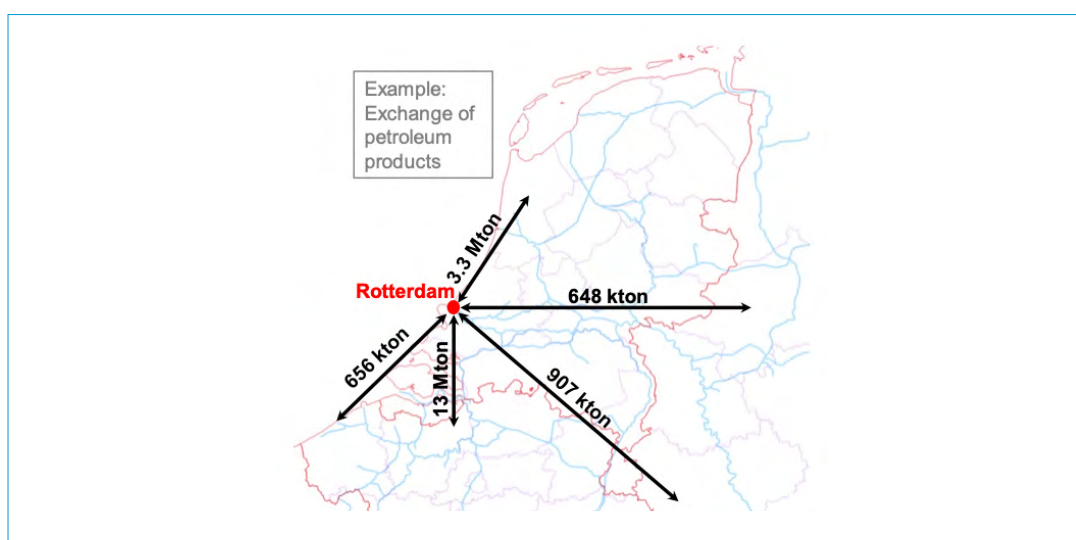 Example:
Exchange of
petroleum
products
3.3 Mton
Rotterdam
648 kton
656 kton
13 Mton
907 kton